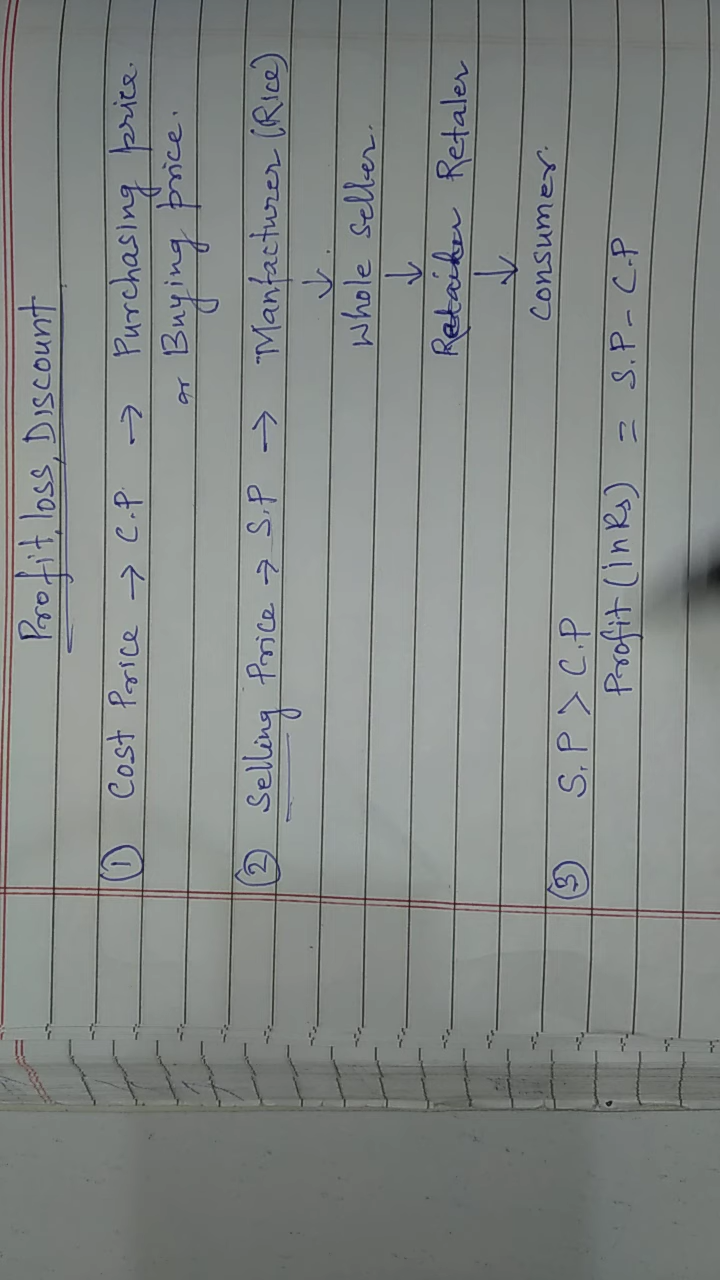 Profit, loss, Discount
① Cost Price → C.P. → Purchasing price.
or Buying price.
② Selling Price → S.P → Manfacturer (Rice)
↓
Whole seller.
↓
Retailer Retaler
↓
consumer.
③ S.P > C.P
Profit (in Rs) = S.P - C.P